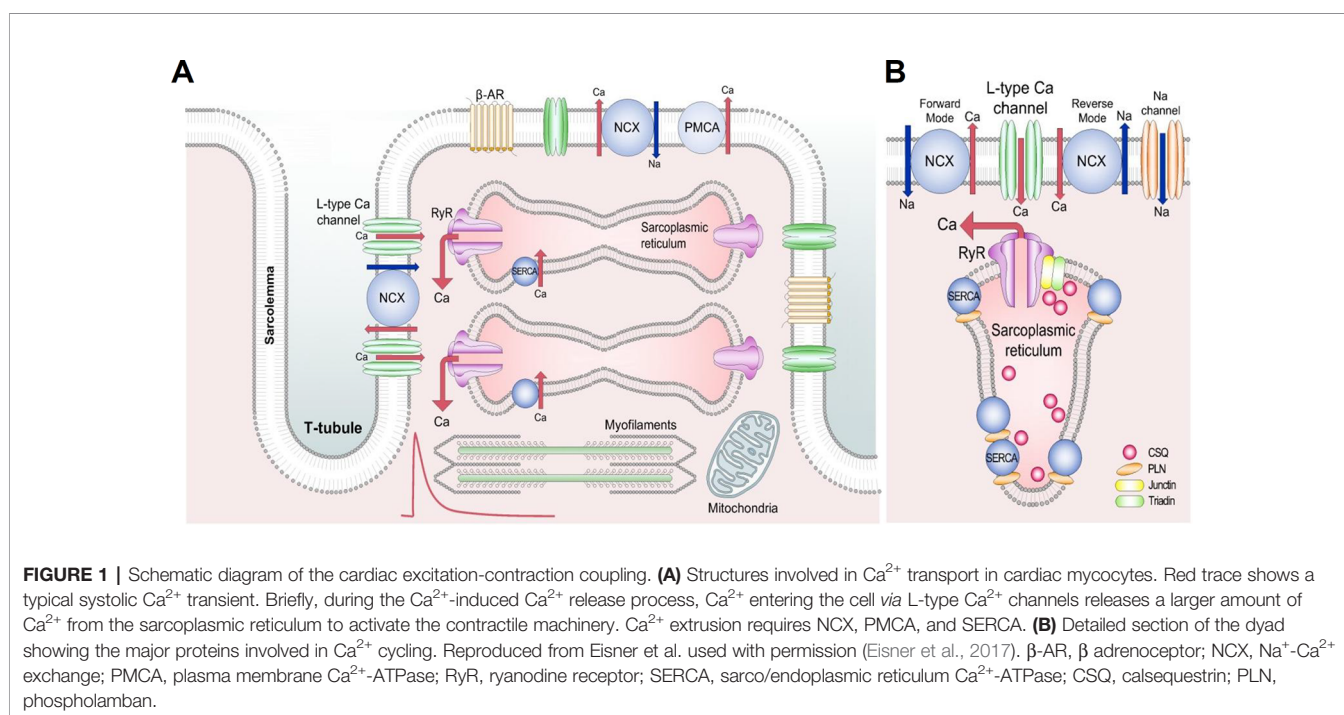 A
β-AR
Ca
NCX
Na
PMCA
Ca
L-type Ca
channel
Ca
RyR
Sarcoplasmic
reticulum
SERCA
Ca
Ca
NCX
Sarcolemma
Ca
Ca
Ca
T-tubule
Myofilaments
Mitochondria
B
L-type Ca
channel
Forward
Mode
Ca
Reverse
Mode
Na
Na
channel
NCX
NCX
Na
Ca
Ca
Na
Ca
RyR
SERCA
Sarcoplasmic
reticulum
SERCA
CSQ
PLN
Junctin
Triadin
FIGURE 1 | Schematic diagram of the cardiac excitation-contraction coupling. (A) Structures involved in Ca²⁺ transport in cardiac mycocytes. Red trace shows a
typical systolic Ca²⁺ transient. Briefly, during the Ca²⁺-induced Ca²⁺ release process, Ca²⁺ entering the cell via L-type Ca²⁺ channels releases a larger amount of
Ca²⁺ from the sarcoplasmic reticulum to activate the contractile machinery. Ca²⁺ extrusion requires NCX, PMCA, and SERCA. (B) Detailed section of the dyad
showing the major proteins involved in Ca²⁺ cycling. Reproduced from Eisner et al. used with permission (Eisner et al., 2017). β-AR, β adrenoceptor; NCX, Na⁺-Ca²⁺
exchange; PMCA, plasma membrane Ca²⁺-ATPase; RyR, ryanodine receptor; SERCA, sarco/endoplasmic reticulum Ca²⁺-ATPase; CSQ, calsequestrin; PLN,
phospholamban.